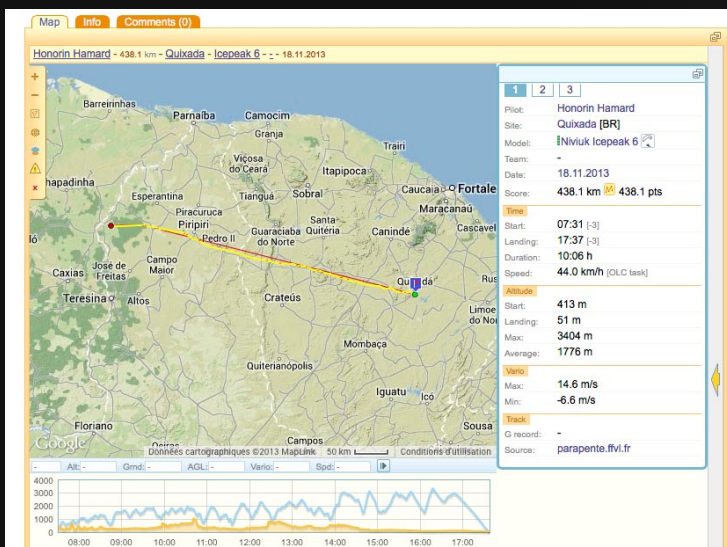 Map Info Comments (0)
Honorin Hamard - 438.1 km - Quixada - Icepeak 6 - - - 18.11.2013
Barreirinhas
Parnaíba
Camocim
Granja
Trairi
Viçosa
do Ceará
Itapipoca
hapadinha
Esperantina
Tianguá
Sobral
Caucaia
Fortale
Maracanaú
Piracuruca
Piripiri
Pedro II
Guaraciaba
do Norte
Santa
Quitéria
Canindé
Cascavel
ló
Caxias
José de
Freitas
Campo
Maior
Quixadá
Rus
Teresina
Altos
Crateús
Limoe
do Nor
Mombaça
Quiterianópolis
Iguatu
Icó
Floriano
Sousa
Oeiras
Campos
Google
Données cartographiques ©2013 MapLink 50 km Conditions d'utilisation
1 2 3
Pilot: Honorin Hamard
Site: Quixada [BR]
Model: Niviuk Icepeak 6
Team: -
Date: 18.11.2013
Score: 438.1 km 438.1 pts
Time
Start: 07:31 [-3]
Landing: 17:37 [-3]
Duration: 10:06 h
Speed: 44.0 km/h [OLC task]
Altitude
Start: 413 m
Landing: 51 m
Max: 3404 m
Average: 1776 m
Vario
Max: 14.6 m/s
Min: -6.6 m/s
Track
G record: -
Source: parapente.ffvl.fr
- Alt: - Grnd: - AGL: - Vario: - Spd: -
4000
3000
2000
1000
0
08:00 09:00 10:00 11:00 12:00 13:00 14:00 15:00 16:00 17:00